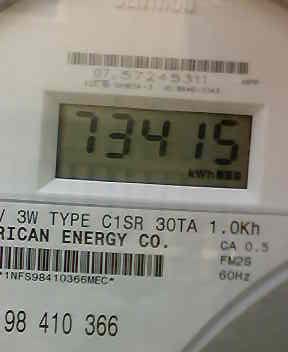 73415
kWh
/ 3W TYPE C1SR 30TA 1.0Kh
RICAN ENERGY CO.
CA 0.5
FM2S
60Hz
*1NFS98410366MEC*
98 410 366